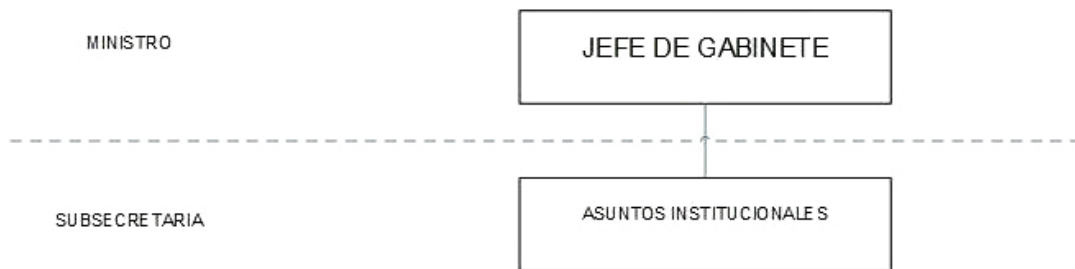 MINISTRO
JEFE DE GABINETE
SUBSECRETARIA
ASUNTOS INSTITUCIONALES